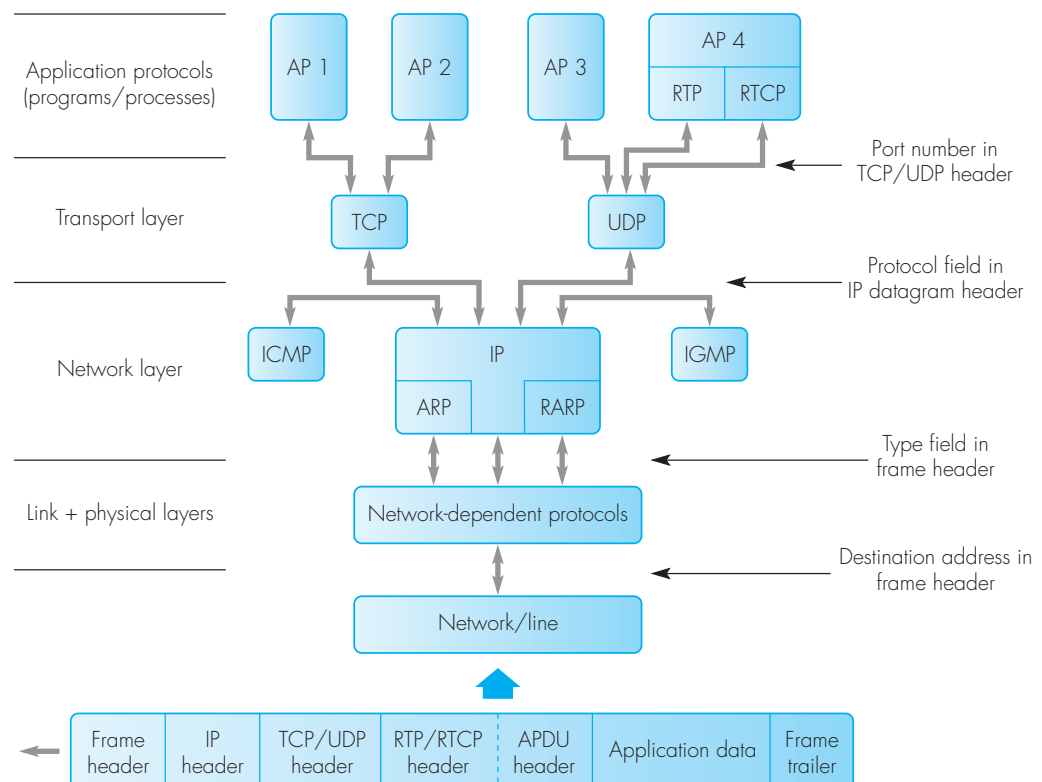 Application protocols
(programs/processes)
AP 1
AP 2
AP 3
AP 4
RTP
RTCP
Port number in
TCP/UDP header
Transport layer
TCP
UDP
Protocol field in
IP datagram header
Network layer
ICMP
IP
IGMP
ARP
RARP
Type field in
frame header
Link + physical layers
Network-dependent protocols
Destination address in
frame header
Network/line
Frame
header
IP
header
TCP/UDP
header
RTP/RTCP
header
APDU
header
Application data
Frame
trailer